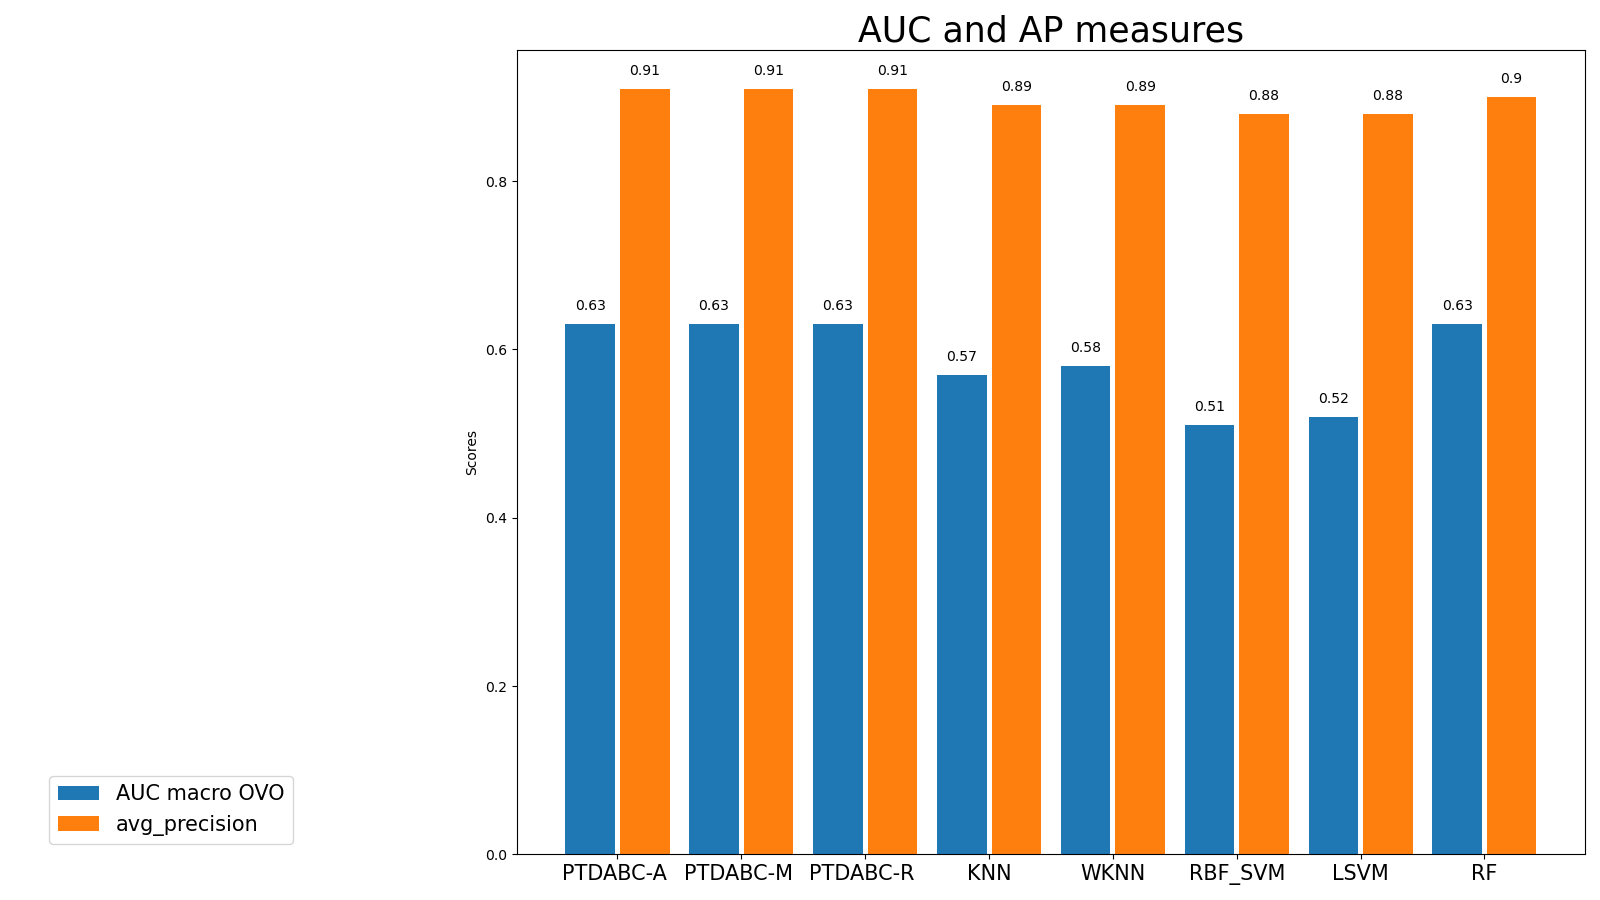 AUC and AP measures
0.91 0.91 0.91 0.89 0.89 0.88 0.88 0.9
0.8
0.63 0.63 0.63 0.57 0.58 0.51 0.52 0.63
0.6
Scores
0.4
0.2
0.0
PTDABC-A PTDABC-M PTDABC-R KNN WKNN RBF_SVM LSVM RF
AUC macro OVO
avg_precision